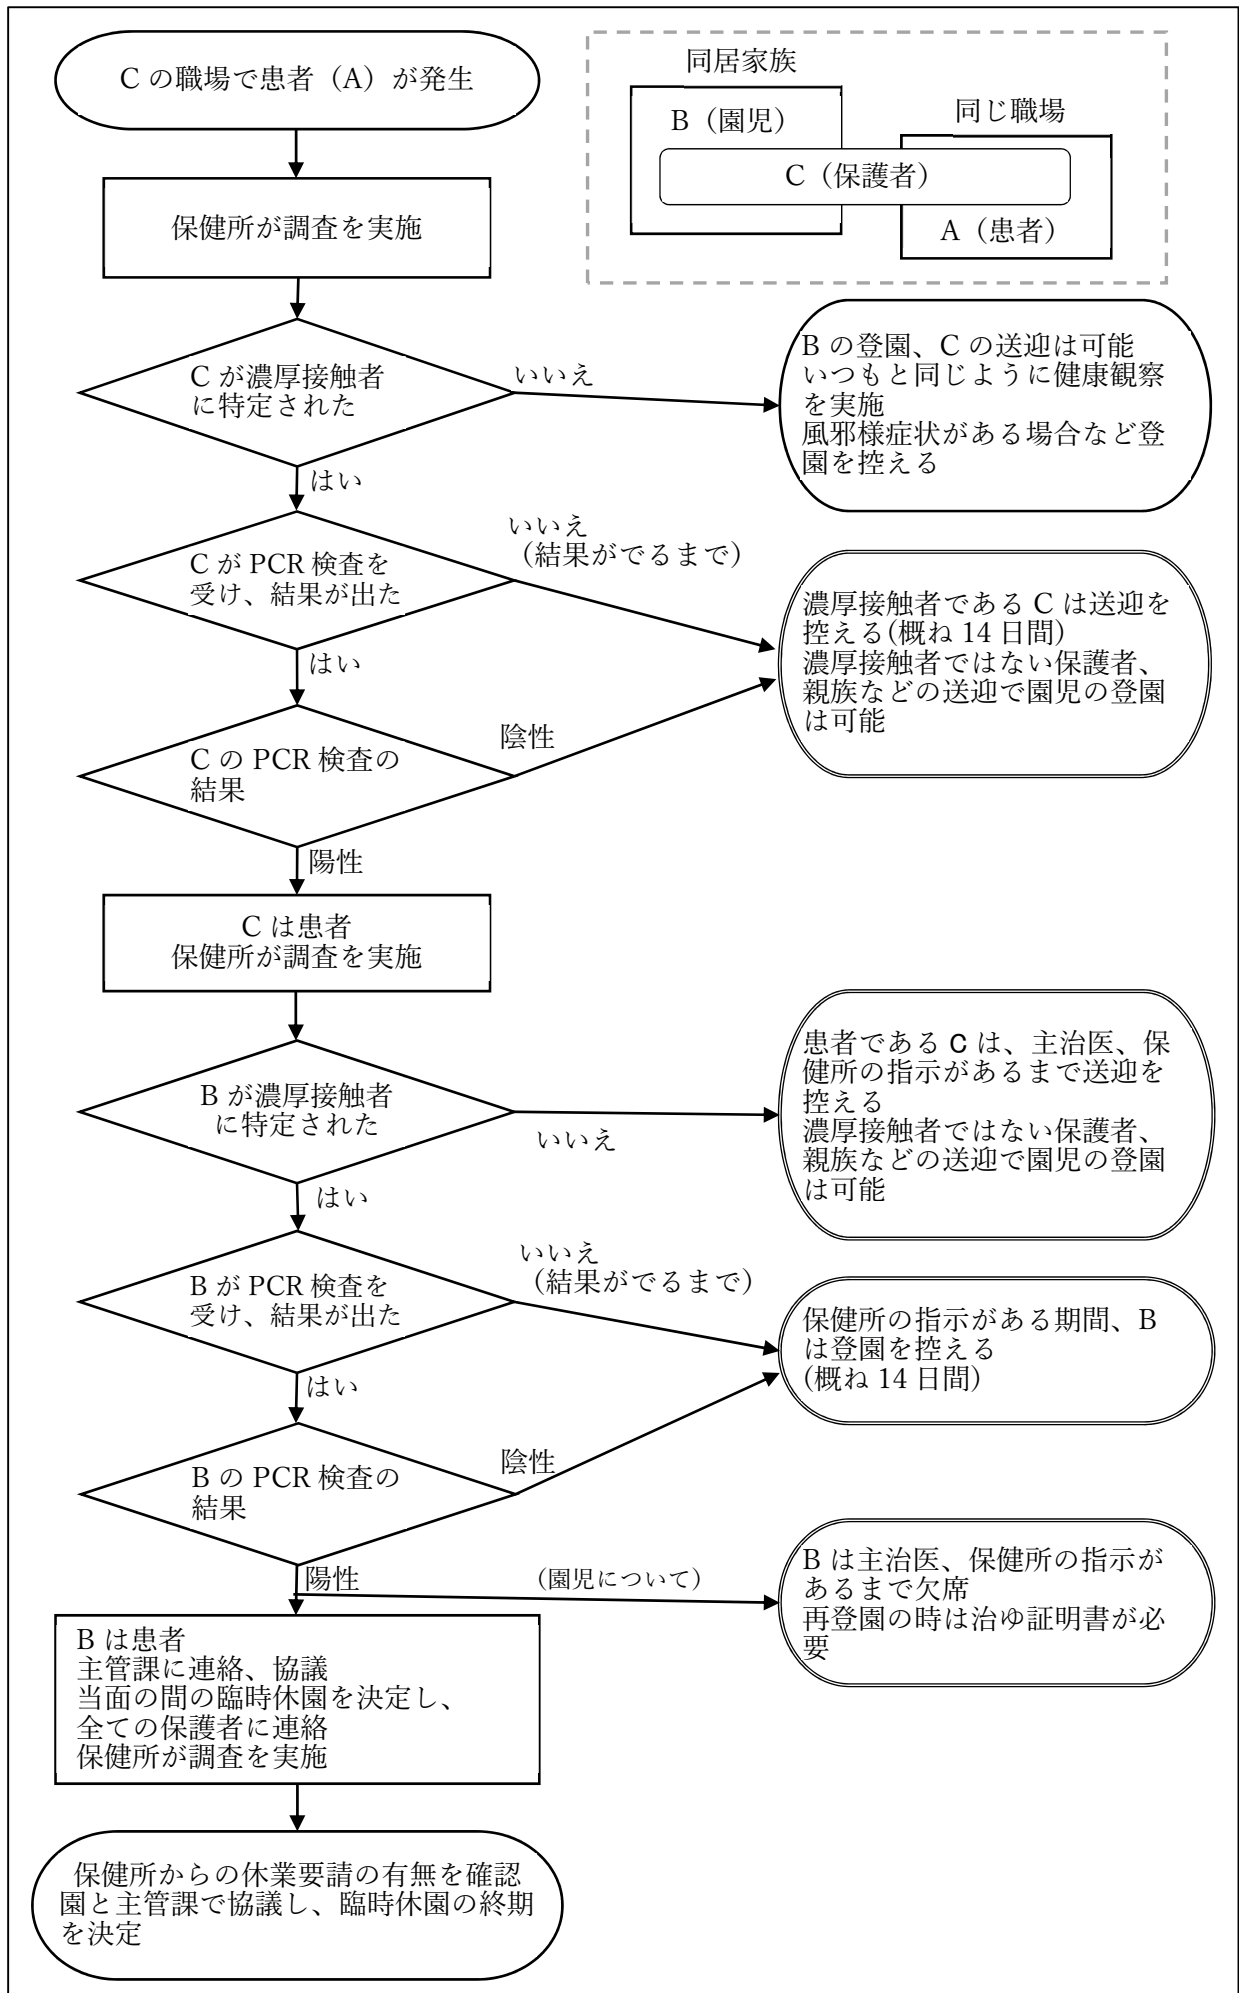 C の職場で患者（A）が発生
同居家族
B（園児）
同じ職場
C（保護者）
A（患者）
保健所が調査を実施
C が濃厚接触者
に特定された
いいえ
B の登園、C の送迎は可能
いつもと同じように健康観察
を実施
風邪様症状がある場合など登
園を控える
はい
C が PCR 検査を
受け、結果が出た
いいえ
（結果がでるまで）
濃厚接触者である C は送迎を
控える(概ね 14 日間)
濃厚接触者ではない保護者、
親族などの送迎で園児の登園
は可能
はい
C の PCR 検査の
結果
陰性
陽性
C は患者
保健所が調査を実施
B が濃厚接触者
に特定された
いいえ
患者である C は、主治医、保
健所の指示があるまで送迎を
控える
濃厚接触者ではない保護者、
親族などの送迎で園児の登園
は可能
はい
B が PCR 検査を
受け、結果が出た
いいえ
（結果がでるまで）
保健所の指示がある期間、B
は登園を控える
(概ね 14 日間)
はい
B の PCR 検査の
結果
陰性
陽性
（園児について）
B は主治医、保健所の指示が
あるまで欠席
再登園の時は治ゆ証明書が必
要
B は患者
主管課に連絡、協議
当面の間の臨時休園を決定し、
全ての保護者に連絡
保健所が調査を実施
保健所からの休業要請の有無を確認
園と主管課で協議し、臨時休園の終期
を決定